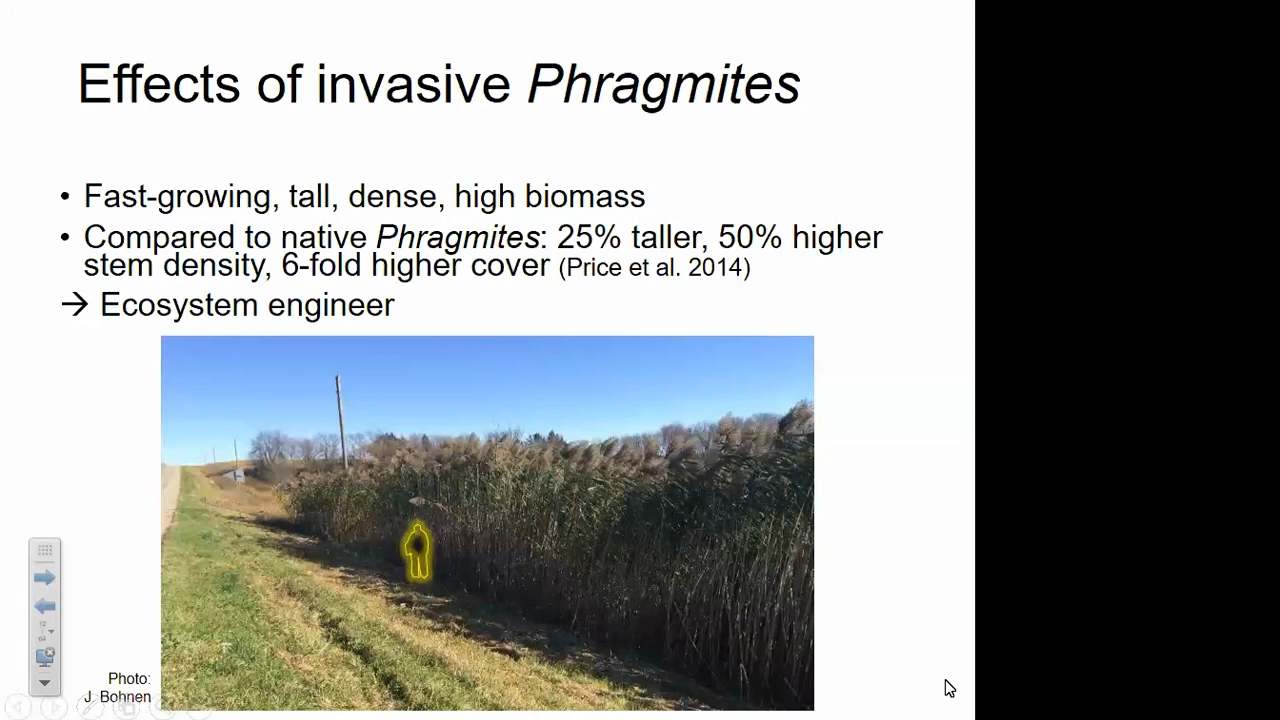 Effects of invasive Phragmites
• Fast-growing, tall, dense, high biomass
• Compared to native Phragmites: 25% taller, 50% higher
stem density, 6-fold higher cover (Price et al. 2014)
→ Ecosystem engineer
Photo:
J Bohnen